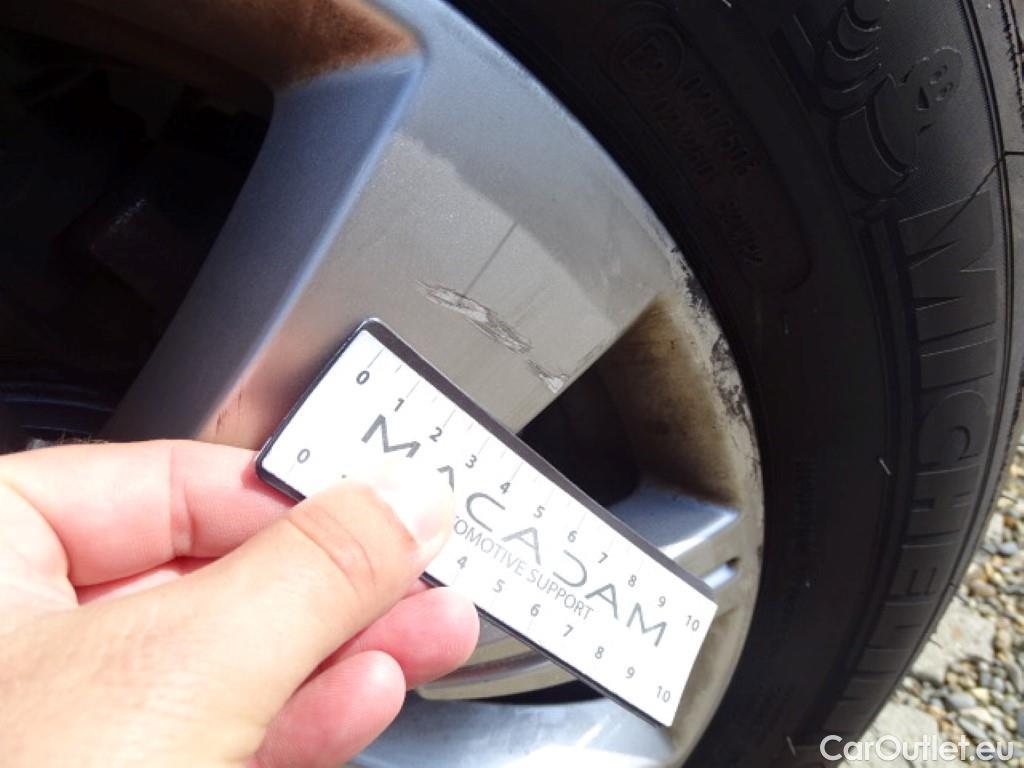 MICHELIN
0 1 2 3 4 5 6 7 8 9 10
MACADAM
AUTOMOTIVE SUPPORT
0 4 5 6 7 8 9 10
CarOutlet.eu